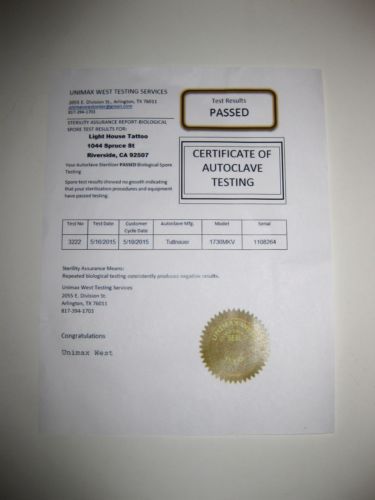 UNIMAX WEST TESTING SERVICES
2055 E. Division St., Arlington, TX 76011
817-394-1701
STERILITY ASSURANCE REPORT-BIOLOGICAL
SPORE TEST RESULTS FOR:
Light House Tattoo
1044 Spruce St
Riverside, CA 92507
Your Autoclave Sterilizer PASSED Biological Spore
Testing
Spore test results showed no growth indicating
that your sterilization procedures and equipment
have passed testing.
Test Results
PASSED
CERTIFICATE OF
AUTOCLAVE
TESTING
Test No Test Date Customer Cycle Date Autoclave Mfg. Model Serial
3222 5/16/2015 5/10/2015 Tuttnauer 1730MKV 1108264
Sterility Assurance Means:
Repeated biological testing consistently produces negative results.
Unimax West Testing Services
2055 E. Division St.
Arlington, TX 76011
817-394-1701
Congratulations
Unimax West
UNIMAX WEST
SEAL